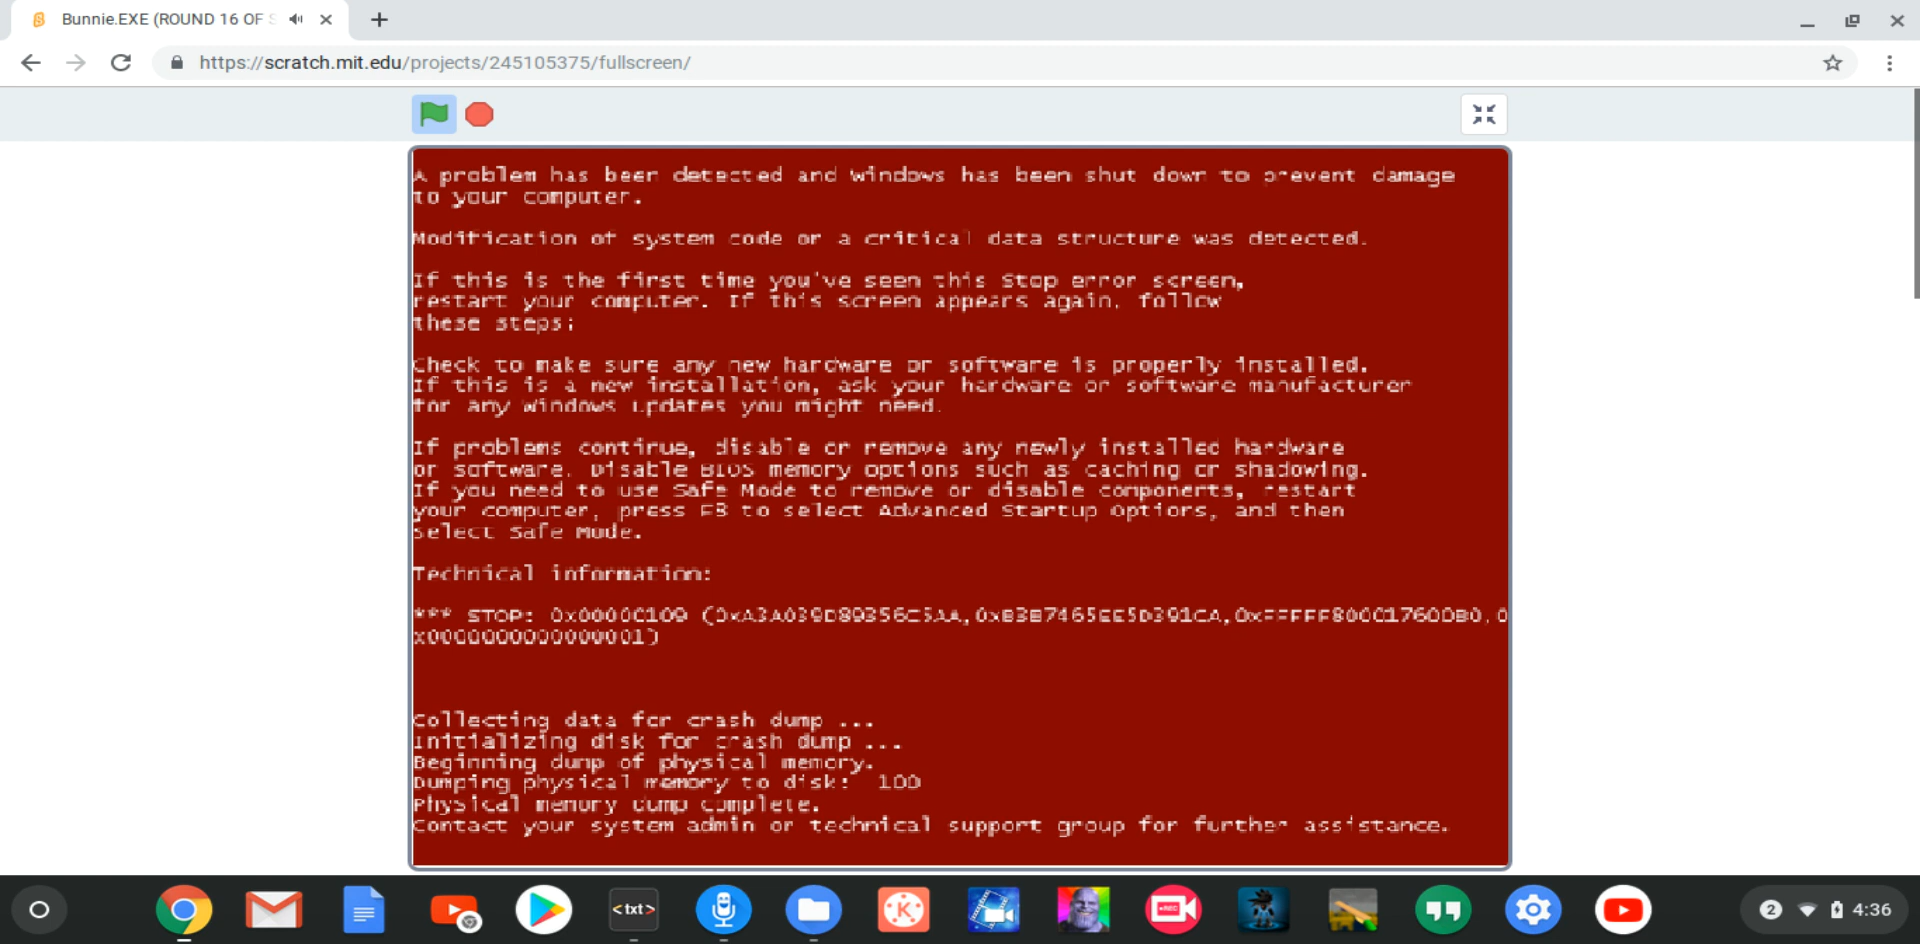 Bunnie.EXE (ROUND 16 OF S
https://scratch.mit.edu/projects/245105375/fullscreen/
A problem has been detected and windows has been shut down to prevent damage
to your computer.
Modification of system code or a critical data structure was detected.
If this is the first time you've seen this Stop error screen,
restart your computer. If this screen appears again, follow
these steps:
Check to make sure any new hardware or software is properly installed.
If this is a new installation, ask your hardware or software manufacturer
for any windows updates you might need.
If problems continue, disable or remove any newly installed hardware
or software. Disable BIOS memory options such as caching or shadowing.
If you need to use Safe Mode to remove or disable components, restart
your computer, press F8 to select Advanced Startup Options, and then
select Safe Mode.
Technical information:
*** STOP: 0x00000109
x0000000000000001)
Collecting data for crash dump ...
Initializing disk for crash dump ...
Beginning dump of physical memory.
Dumping physical memory to disk: 100
Physical memory dump complete.
Contact your system admin or technical support group for further assistance.
<txt>
K
REC
2
4:36